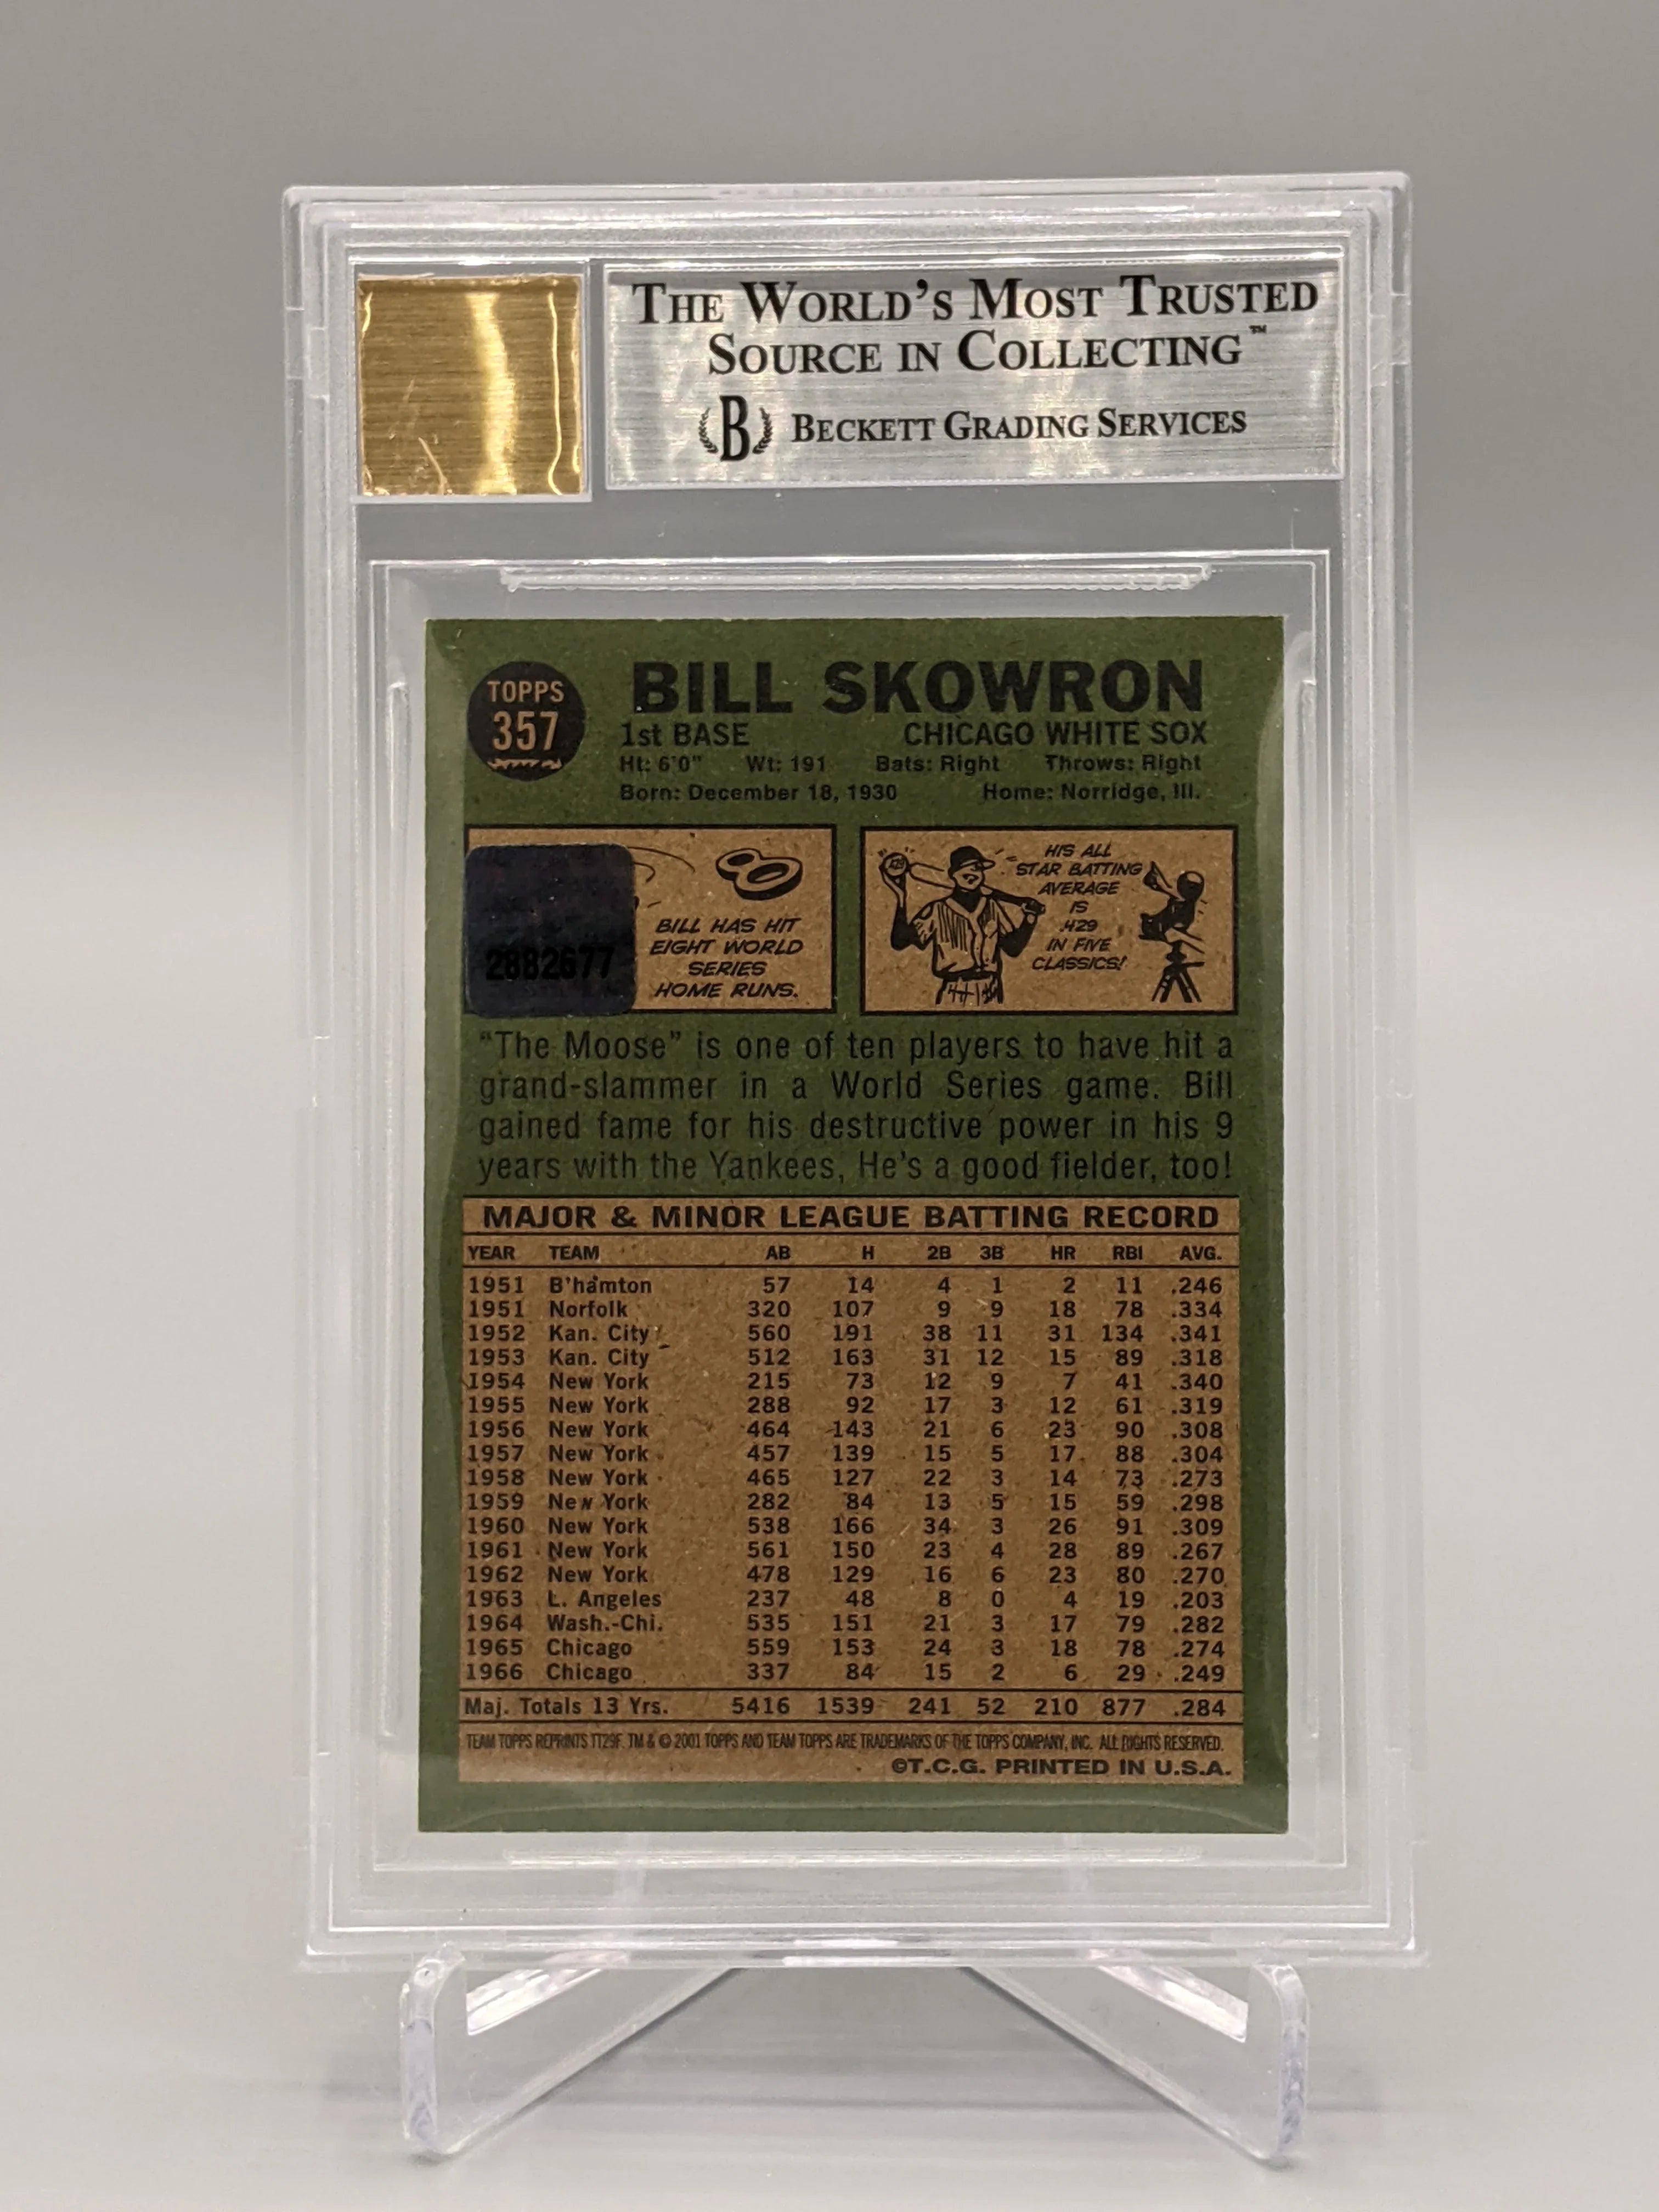 THE WORLD'S MOST TRUSTED
SOURCE IN COLLECTING™
B BECKETT GRADING SERVICES
TOPPS
357
BILL SKOWRON
1st BASE CHICAGO WHITE SOX
Ht: 6'0" Wt: 191 Bats: Right Throws: Right
Born: December 18, 1930 Home: Norridge, Ill.
2882677
BILL HAS HIT
EIGHT WORLD
SERIES
HOME RUNS.
HIS ALL
STAR BATTING
AVERAGE
IS
.429
IN FIVE
CLASSICS!
"The Moose" is one of ten players to have hit a
grand-slammer in a World Series game. Bill
gained fame for his destructive power in his 9
years with the Yankees, He's a good fielder, too!
MAJOR & MINOR LEAGUE BATTING RECORD
YEAR TEAM AB H 2B 3B HR RBI AVG.
1951 B'hamton 57 14 4 1 2 11 .246
1951 Norfolk 320 107 9 9 18 78 .334
1952 Kan. City 560 191 38 11 31 134 .341
1953 Kan. City 512 163 31 12 15 89 .318
1954 New York 215 73 12 9 7 41 .340
1955 New York 288 92 17 3 12 61 .319
1956 New York 464 143 21 6 23 90 .308
1957 New York 457 139 15 5 17 88 .304
1958 New York 465 127 22 3 14 73 .273
1959 New York 282 84 13 5 15 59 .298
1960 New York 538 166 34 3 26 91 .309
1961 New York 561 150 23 4 28 89 .267
1962 New York 478 129 16 6 23 80 .270
1963 L. Angeles 237 48 8 0 4 19 .203
1964 Wash.-Chi. 535 151 21 3 17 79 .282
1965 Chicago 559 153 24 3 18 78 .274
1966 Chicago 337 84 15 2 6 29 .249
Maj. Totals 13 Yrs. 5416 1539 241 52 210 877 .284
TEAM TOPPS REPRINTS TT29F. TM & © 2001 TOPPS AND TEAM TOPPS ARE TRADEMARKS OF THE TOPPS COMPANY, INC. ALL RIGHTS RESERVED.
©T.C.G. PRINTED IN U.S.A.